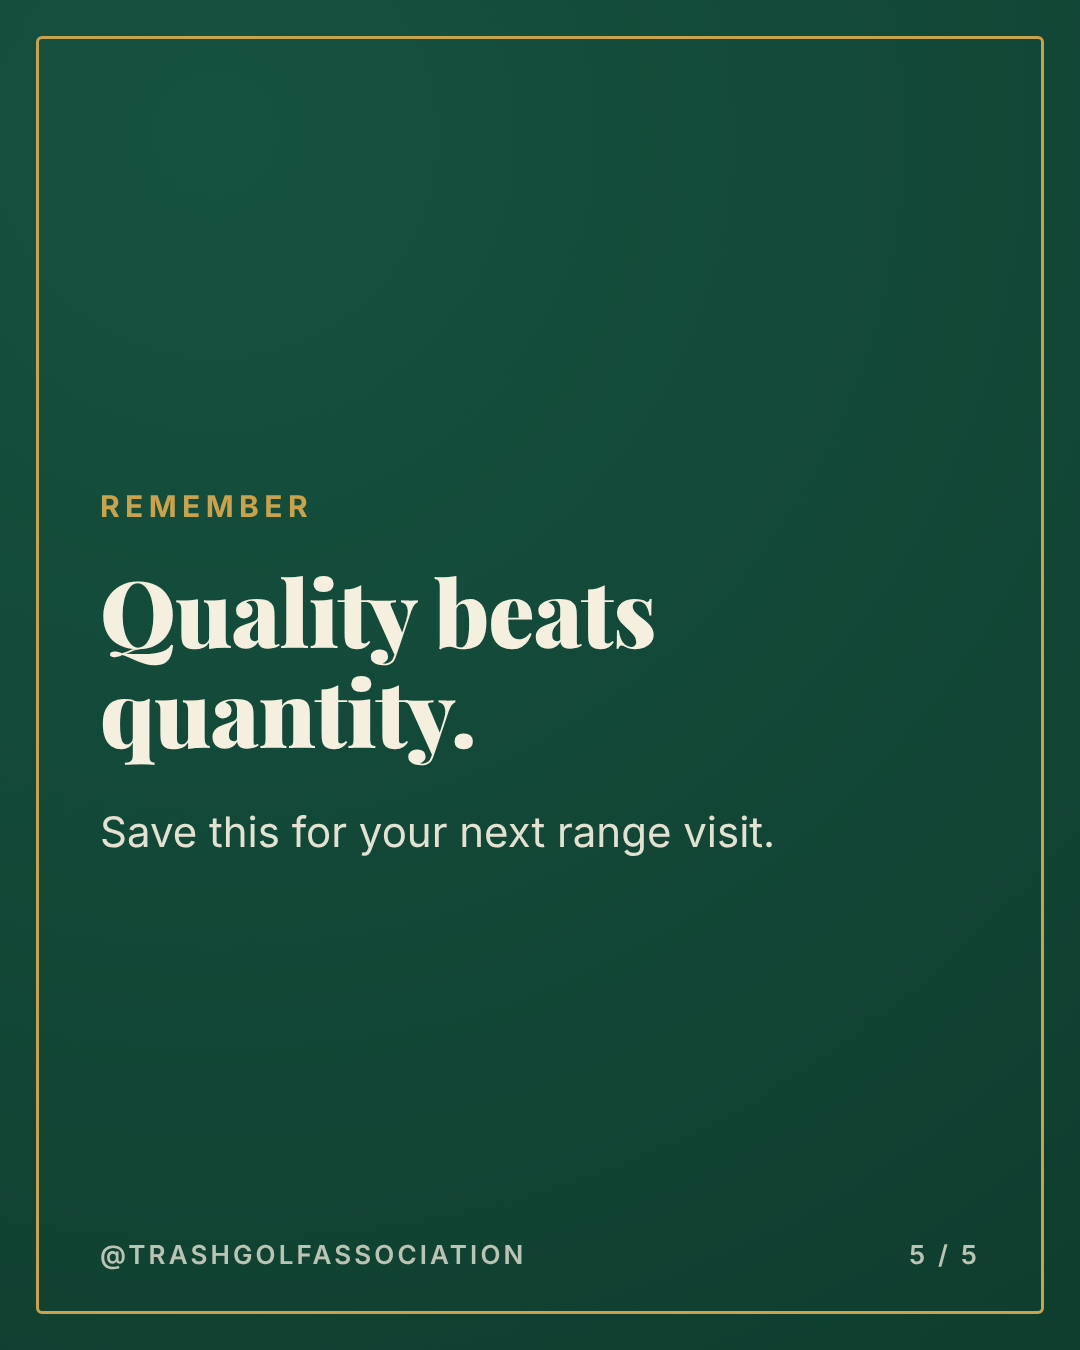 REMEMBER
Quality beats
quantity.
Save this for your next range visit.
@TRASHGOLFASSOCIATION
5 / 5